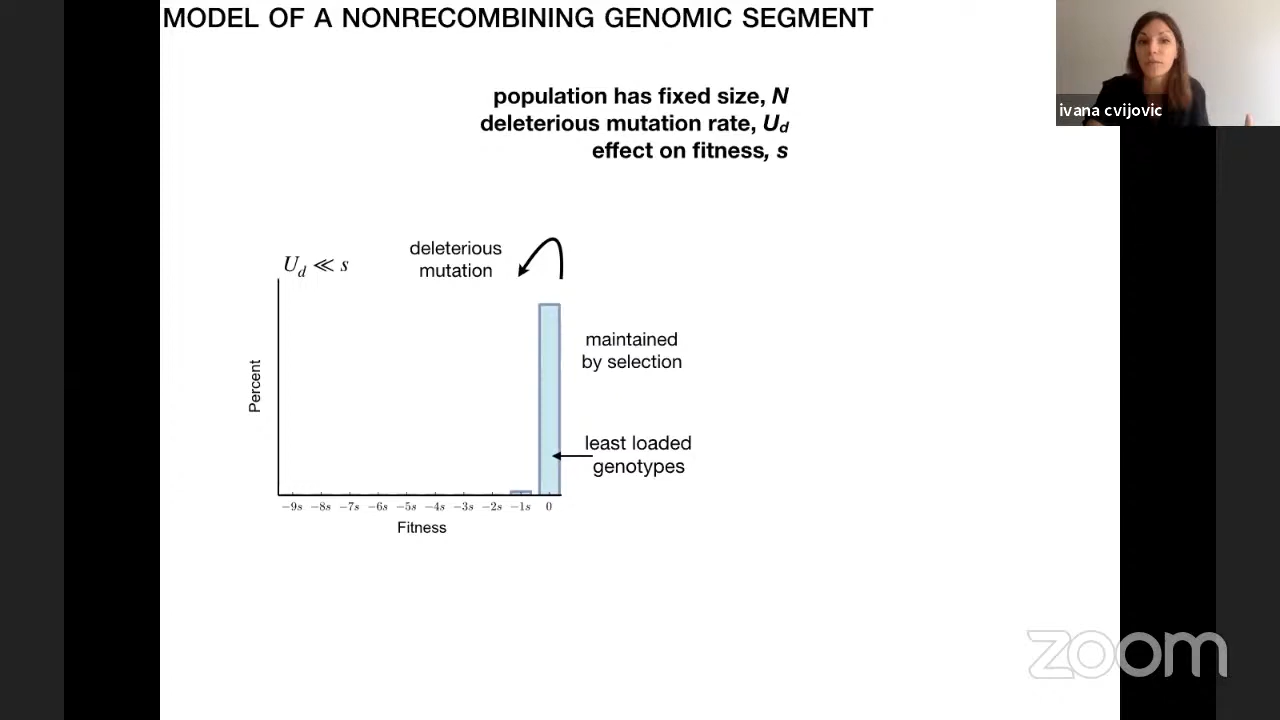 MODEL OF A NONRECOMBINING GENOMIC SEGMENT
ivana cvijovic
population has fixed size, N
deleterious mutation rate, Ud
effect on fitness, s
Ud ≪ s
deleterious
mutation
maintained
by selection
least loaded
genotypes
Percent
−9s −8s −7s −6s −5s −4s −3s −2s −1s 0
Fitness
zoom